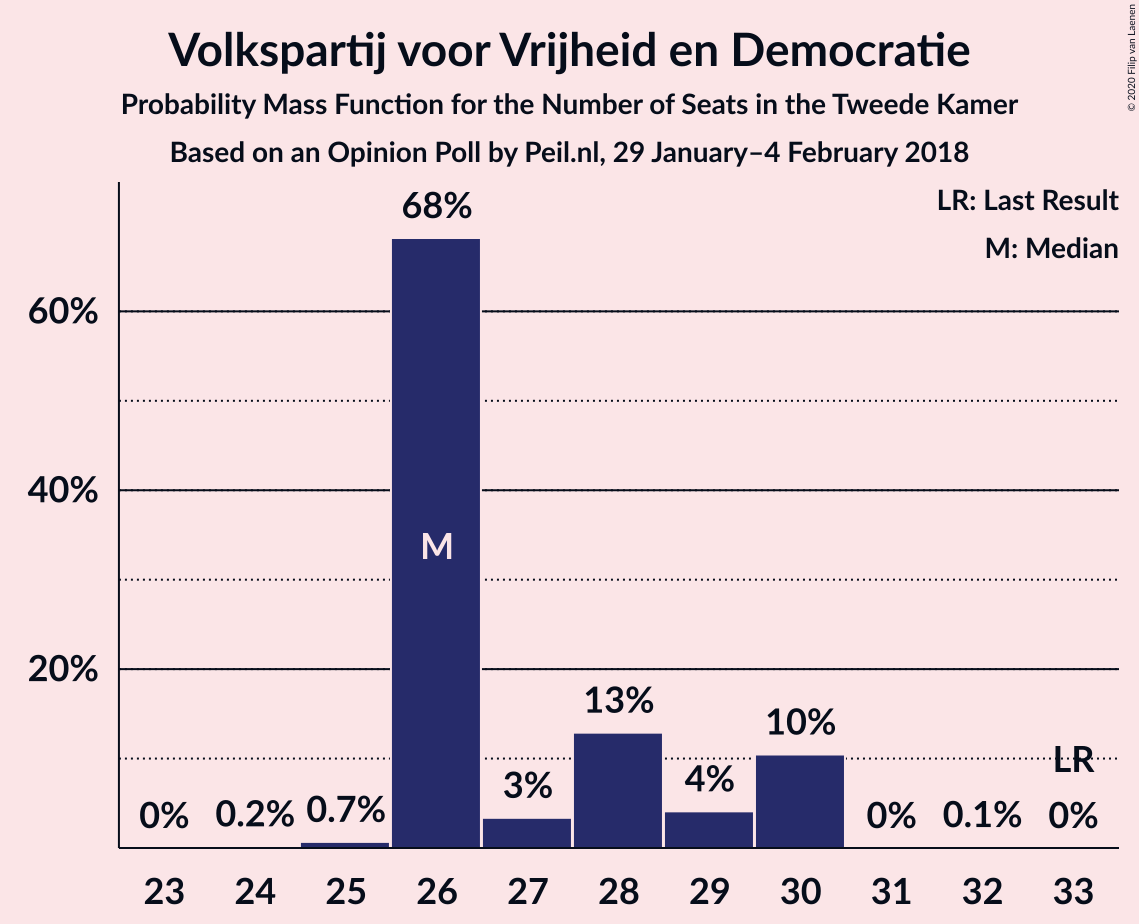 Volkspartij voor Vrijheid en Democratie
Probability Mass Function for the Number of Seats in the Tweede Kamer
Based on an Opinion Poll by Peil.nl, 29 January–4 February 2018
© 2020 Filip van Laenen
LR: Last Result
M: Median
60%
40%
20%
0%
0.2%
0.7%
68%
M
3%
13%
4%
10%
0%
0.1%
LR
0%
23 24 25 26 27 28 29 30 31 32 33